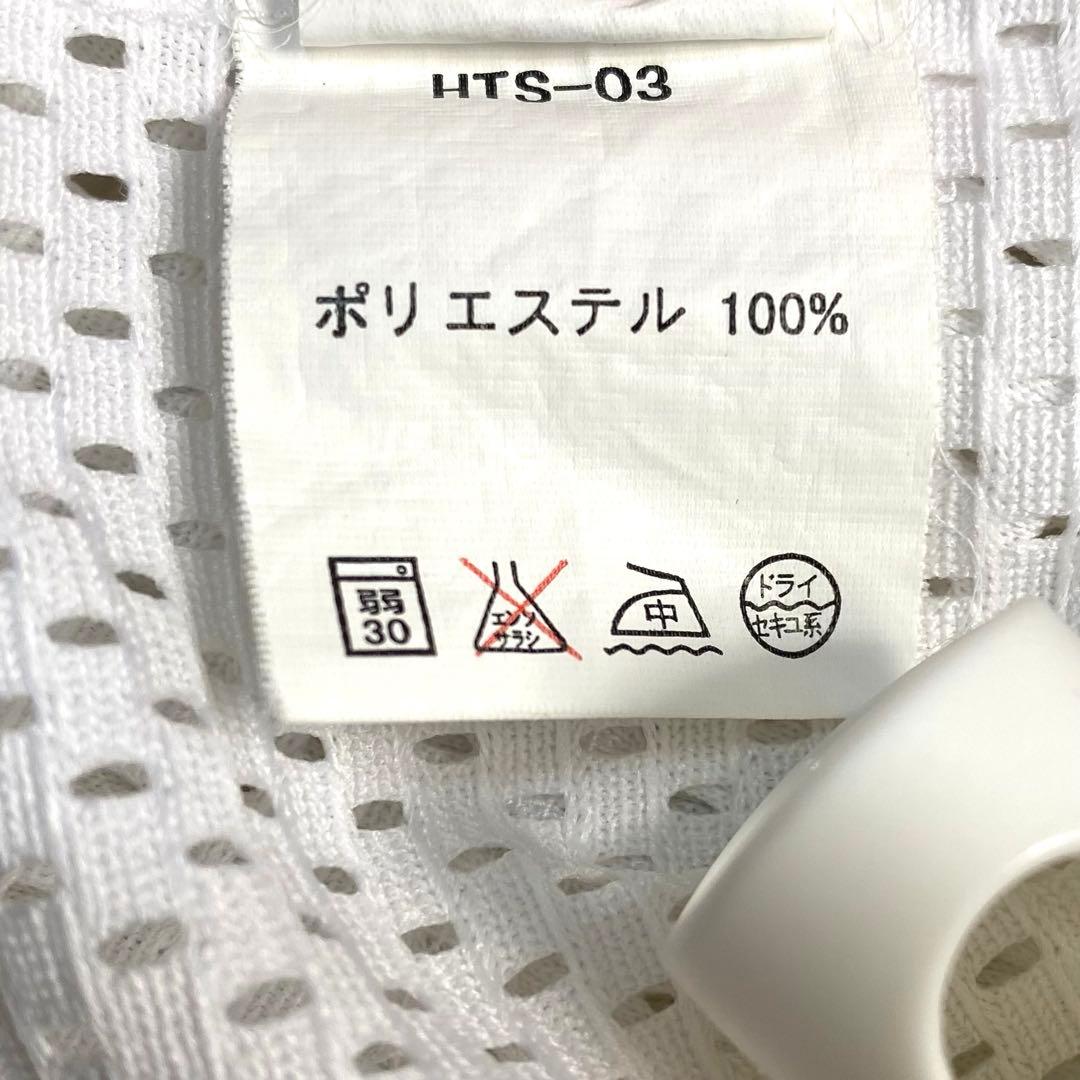 HTS-03
ポリエステル 100%
弱
30
エンソ
サラシ
中
ドライ
セキユ系